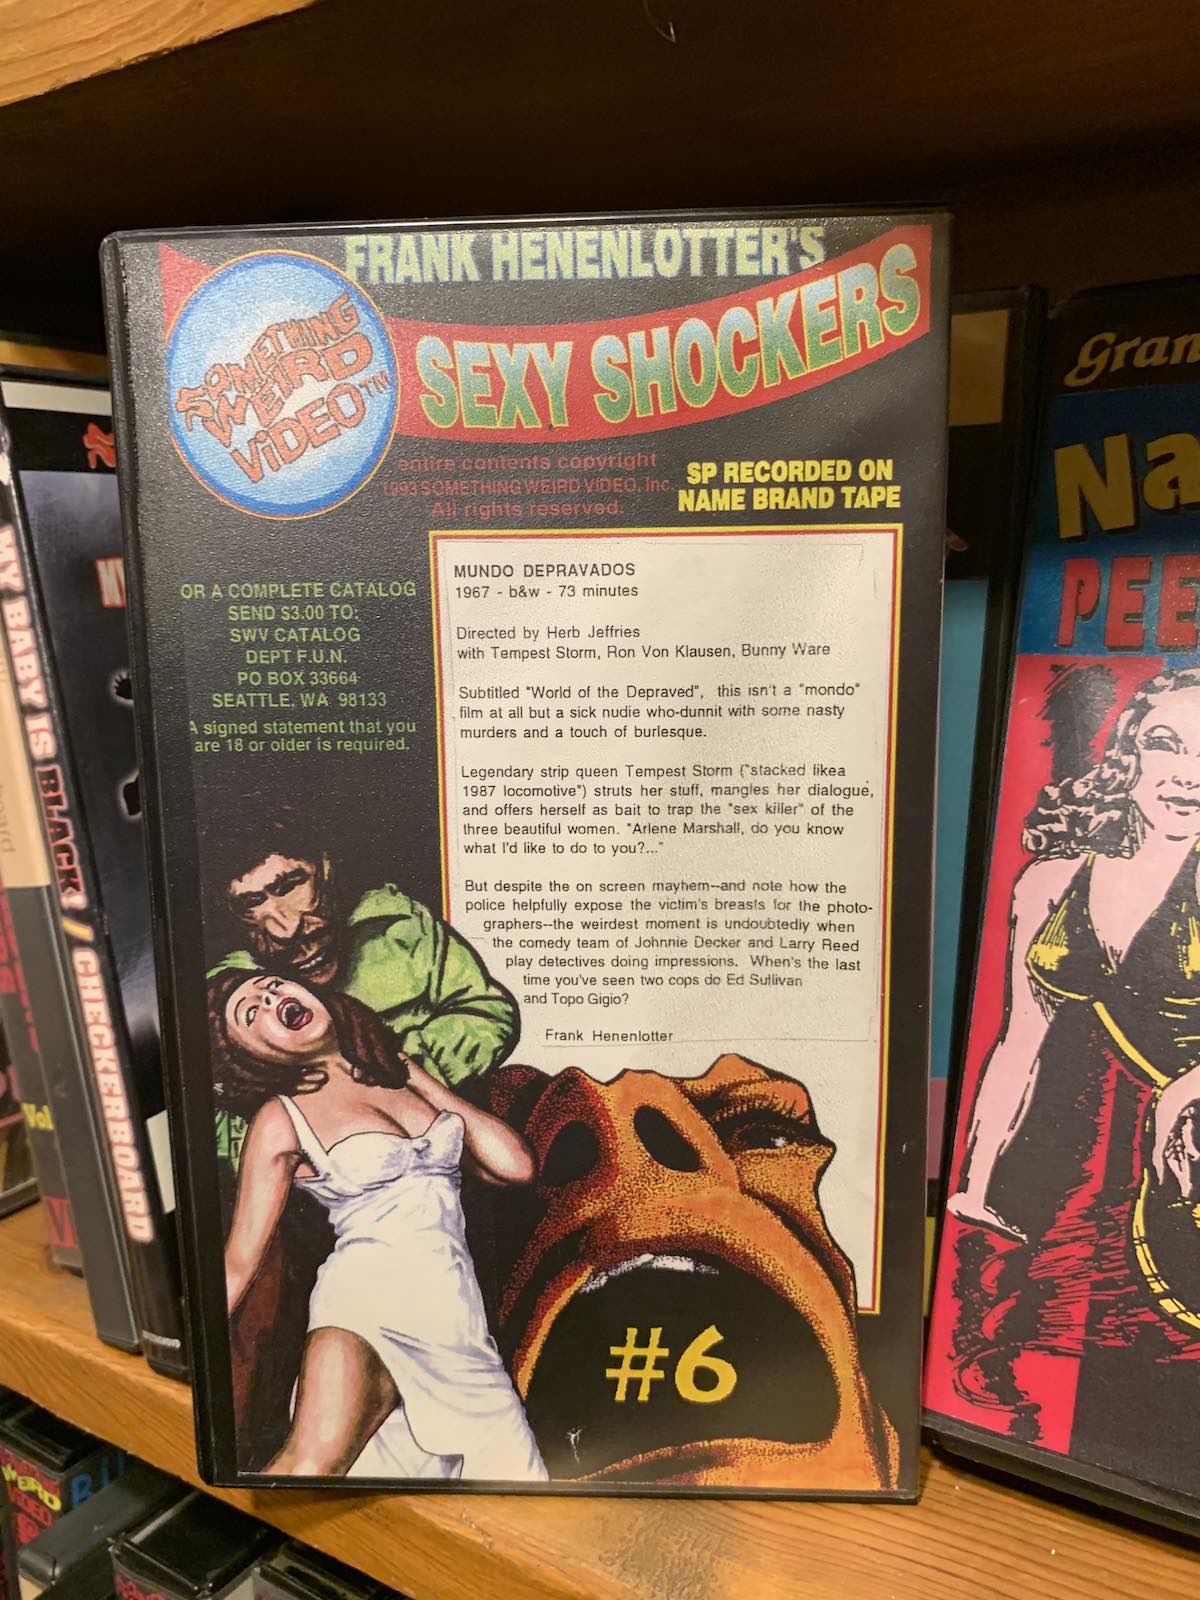 FRANK HENENLOTTER'S
SEXY SHOCKERS
SOMETHING
WEIRD
VIDEO™
entire contents copyright
1993 SOMETHING WEIRD VIDEO, Inc.
All rights reserved.
SP RECORDED ON
NAME BRAND TAPE
OR A COMPLETE CATALOG
SEND $3.00 TO:
SWV CATALOG
DEPT F.U.N.
PO BOX 33664
SEATTLE, WA 98133
A signed statement that you
are 18 or older is required.
MUNDO DEPRAVADOS
1967 - b&w - 73 minutes
Directed by Herb Jeffries
with Tempest Storm, Ron Von Klausen, Bunny Ware
Subtitled "World of the Depraved", this isn't a "mondo"
film at all but a sick nudie who-dunnit with some nasty
murders and a touch of burlesque.
Legendary strip queen Tempest Storm ("stacked likea
1987 locomotive") struts her stuff, mangles her dialogue,
and offers herself as bait to trap the "sex killer" of the
three beautiful women. "Arlene Marshall, do you know
what I'd like to do to you?..."
But despite the on screen mayhem--and note how the
police helpfully expose the victim's breasts for the photo-
graphers--the weirdest moment is undoubtedly when
the comedy team of Johnnie Decker and Larry Reed
play detectives doing impressions. When's the last
time you've seen two cops do Ed Sullivan
and Topo Gigio?
Frank Henenlotter
#6
MY BABY IS BLACK! / CHECKERBOARD
Vol
Gran
Na
PEE
WEIRD
VIDEO